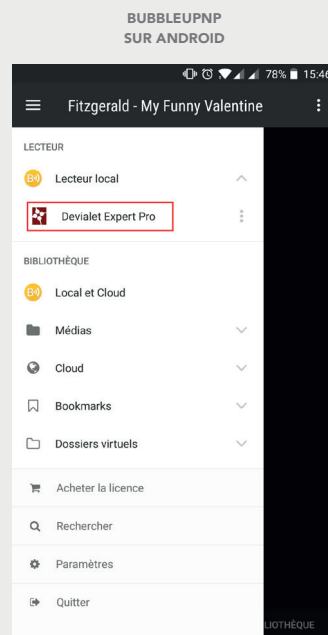 BUBBLEUPNP
SUR ANDROID
78% 15:46
Fitzgerald - My Funny Valentine
LECTEUR
Lecteur local
Devialet Expert Pro
BIBLIOTHÈQUE
Local et Cloud
Médias
Cloud
Bookmarks
Dossiers virtuels
Acheter la licence
Rechercher
Paramètres
Quitter
LIOTHÈQUE